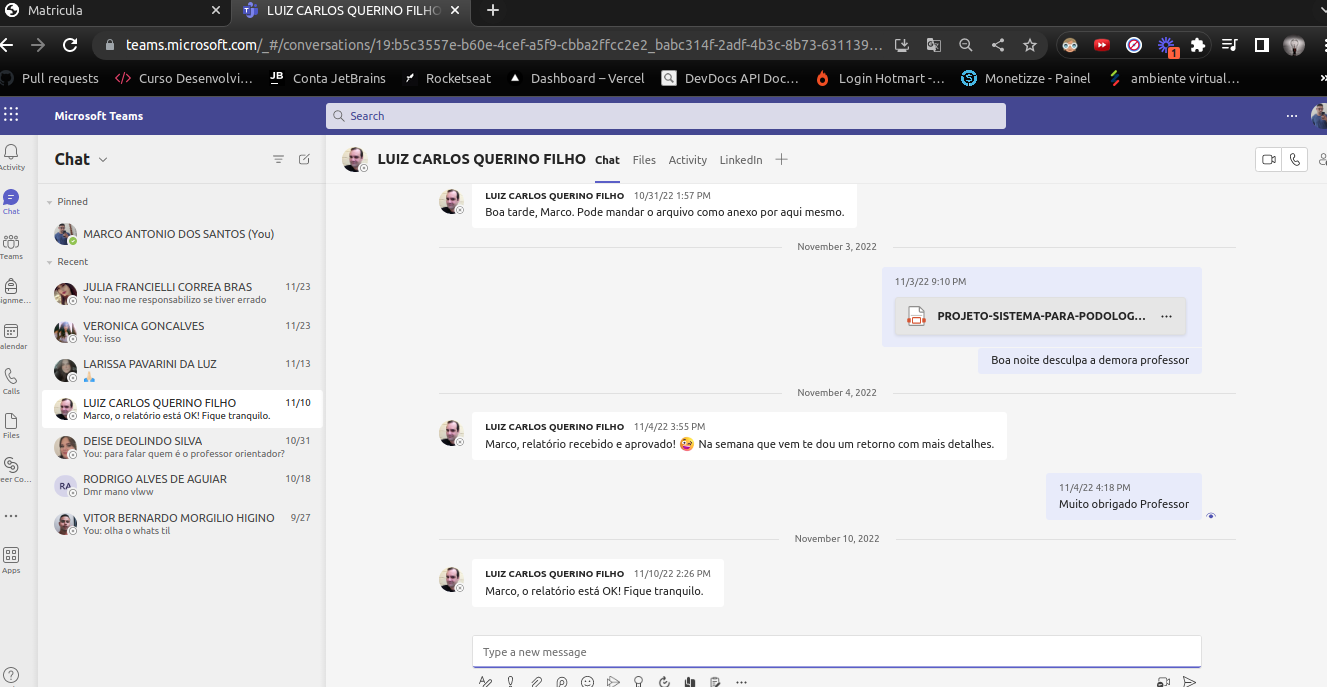 Matricula
LUIZ CARLOS QUERINO FILHO
teams.microsoft.com/_#/conversations/19:b5c3557e-b60e-4cef-a5f9-cbba2ffcc2e2_babc314f-2adf-4b3c-8b73-631139...
1
Pull requests
Curso Desenvolvi...
JB Conta JetBrains
Rocketseat
Dashboard – Vercel
DevDocs API Doc...
Login Hotmart -...
Monetizze - Painel
ambiente virtual...
Microsoft Teams
Search
Activity
Chat
Teams
ignme...
alendar
Calls
Files
eer Co...
Apps
Chat
Pinned
MARCO ANTONIO DOS SANTOS (You)
Recent
JULIA FRANCIELLI CORREA BRAS 11/23
You: nao me responsabilizo se tiver errado
VERONICA GONCALVES 11/23
You: isso
LARISSA PAVARINI DA LUZ 11/13
🙏
LUIZ CARLOS QUERINO FILHO 11/10
Marco, o relatório está OK! Fique tranquilo.
DEISE DEOLINDO SILVA 10/31
You: para falar quem é o professor orientador?
RA
RODRIGO ALVES DE AGUIAR 10/18
Dmr mano vlww
VITOR BERNARDO MORGILIO HIGINO 9/27
You: olha o whats til
LUIZ CARLOS QUERINO FILHO Chat Files Activity LinkedIn
LUIZ CARLOS QUERINO FILHO 10/31/22 1:57 PM
Boa tarde, Marco. Pode mandar o arquivo como anexo por aqui mesmo.
November 3, 2022
11/3/22 9:10 PM
PROJETO-SISTEMA-PARA-PODOLOG...
Boa noite desculpa a demora professor
November 4, 2022
LUIZ CARLOS QUERINO FILHO 11/4/22 3:55 PM
Marco, relatório recebido e aprovado! 😜 Na semana que vem te dou um retorno com mais detalhes.
11/4/22 4:18 PM
Muito obrigado Professor
November 10, 2022
LUIZ CARLOS QUERINO FILHO 11/10/22 2:26 PM
Marco, o relatório está OK! Fique tranquilo.
Type a new message